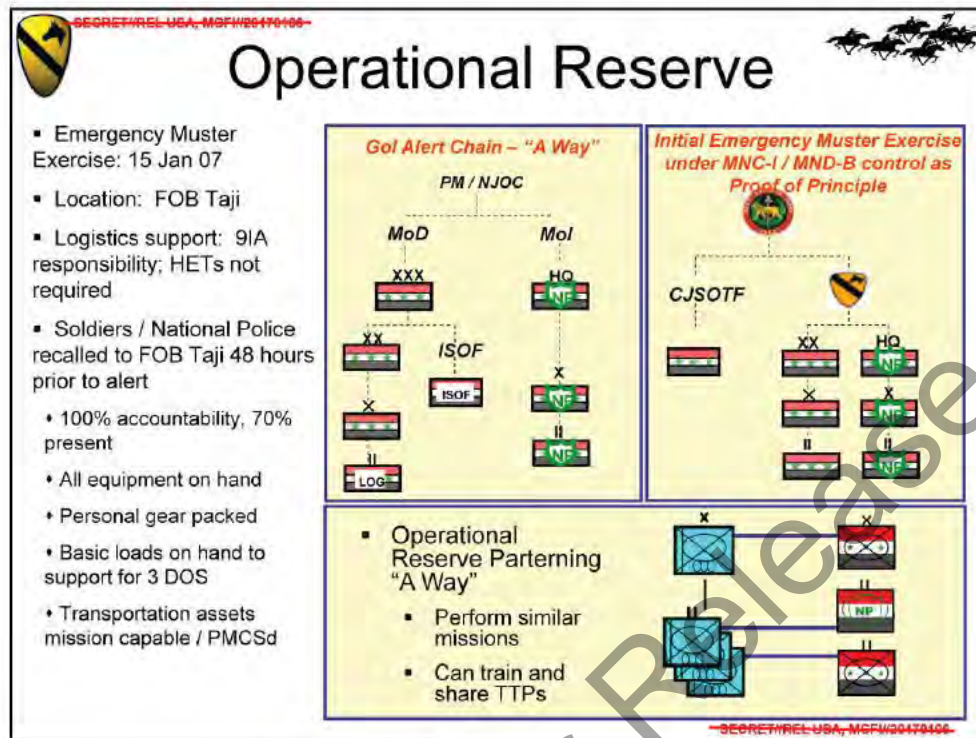 SECRET//REL USA, MCFI//20170106
Operational Reserve
▪ Emergency Muster
Exercise: 15 Jan 07
▪ Location: FOB Taji
▪ Logistics support: 9IA
responsibility; HETs not
required
▪ Soldiers / National Police
recalled to FOB Taji 48 hours
prior to alert
• 100% accountability, 70%
present
• All equipment on hand
• Personal gear packed
• Basic loads on hand to
support for 3 DOS
• Transportation assets
mission capable / PMCSd
GoI Alert Chain – "A Way"
PM / NJOC
MoD MoI
XXX HQ
NP
XX ISOF
ISOF
X X
NP
II II
LOG NP
Initial Emergency Muster Exercise
under MNC-I / MND-B control as
Proof of Principle
CJSOTF
XX HQ
NP
X X
NP
II II
NP
▪ Operational
Reserve Parterning
"A Way"
▪ Perform similar
missions
▪ Can train and
share TTPs
X X
II II
NP
II
Release
SECRET//REL USA, MCFI//20170106